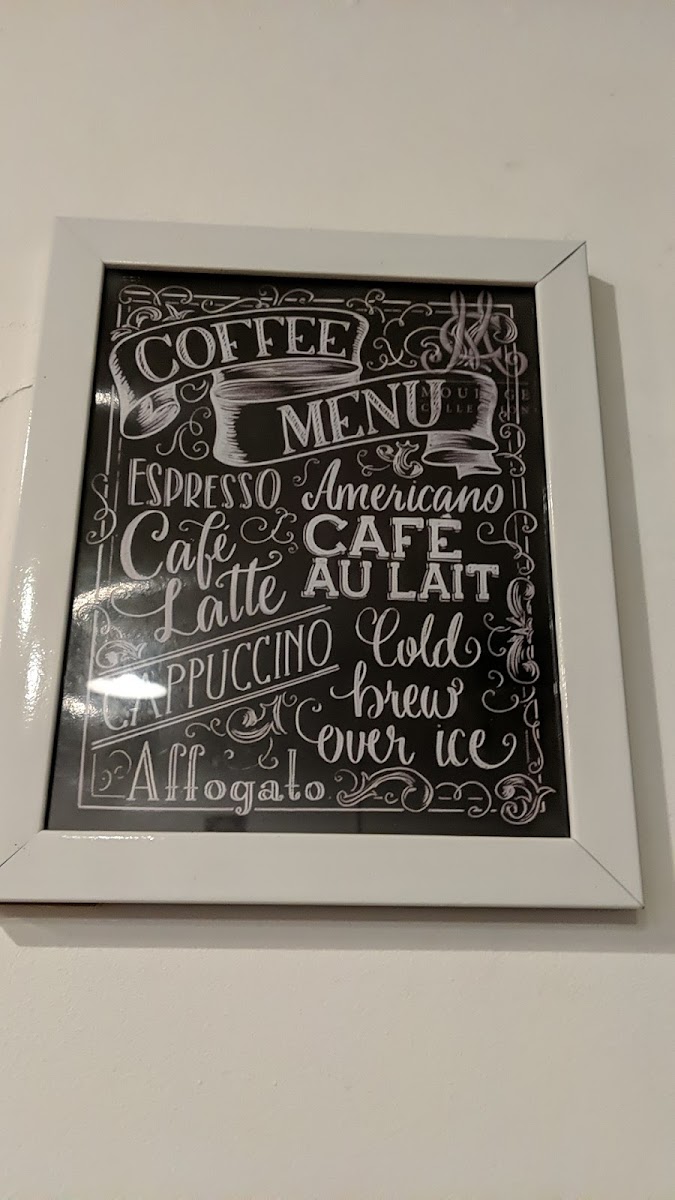 COFFEE
MENU
ESPRESSO
Americano
Café
Latte
CAFÉ
AU LAIT
CAPPUCCINO
Cold
brew
over ice
Affogato